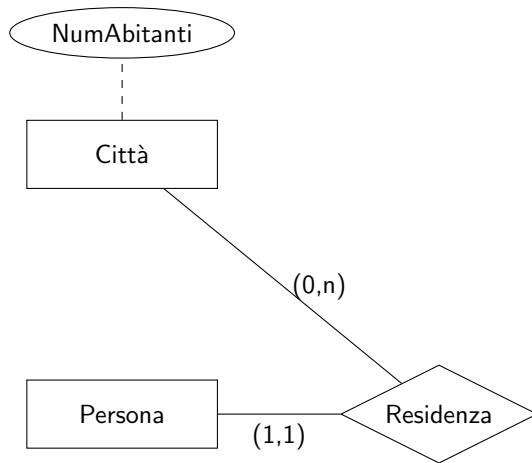 NumAbitanti
Città
(0,n)
Persona
(1,1)
Residenza